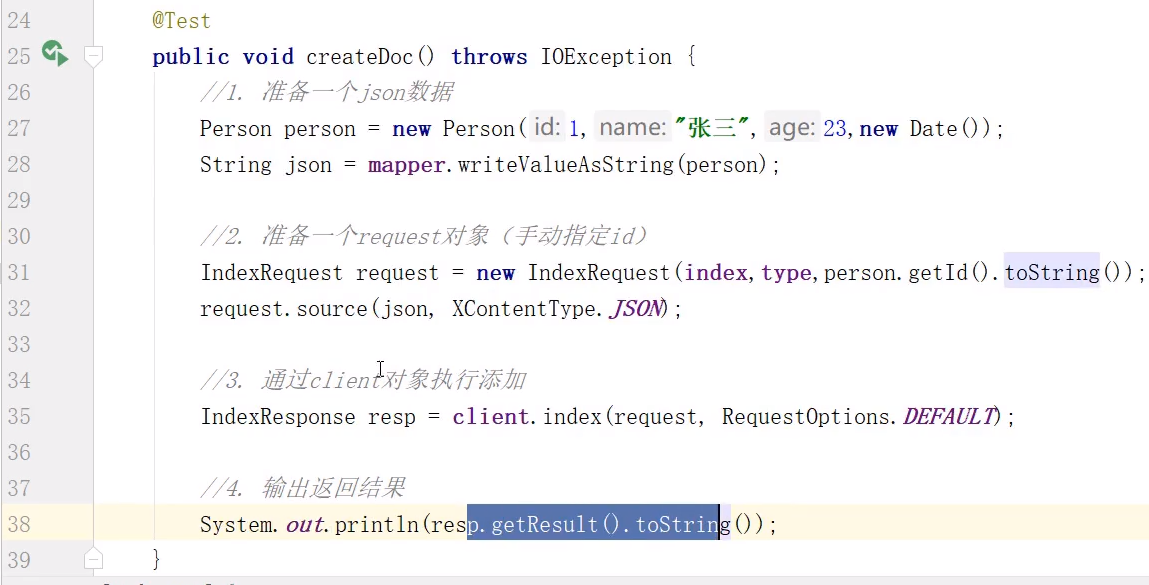 24 @Test
25 public void createDoc() throws IOException {
26 //1. 准备一个json数据
27 Person person = new Person( id: 1, name: "张三", age: 23,new Date());
28 String json = mapper.writeValueAsString(person);
29
30 //2. 准备一个request对象（手动指定id）
31 IndexRequest request = new IndexRequest(index,type,person.getId().toString());
32 request.source(json, XContentType.JSON);
33
34 //3. 通过client对象执行添加
35 IndexResponse resp = client.index(request, RequestOptions.DEFAULT);
36
37 //4. 输出返回结果
38 System.out.println(resp.getResult().toString());
39 }